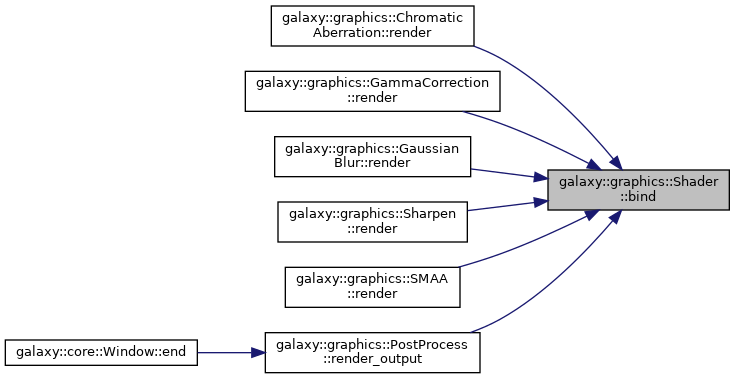 galaxy::graphics::Chromatic
Aberration::render
galaxy::graphics::GammaCorrection
::render
galaxy::graphics::Gaussian
Blur::render
galaxy::graphics::Shader
::bind
galaxy::graphics::Sharpen
::render
galaxy::graphics::SMAA
::render
galaxy::core::Window::end
galaxy::graphics::PostProcess
::render_output